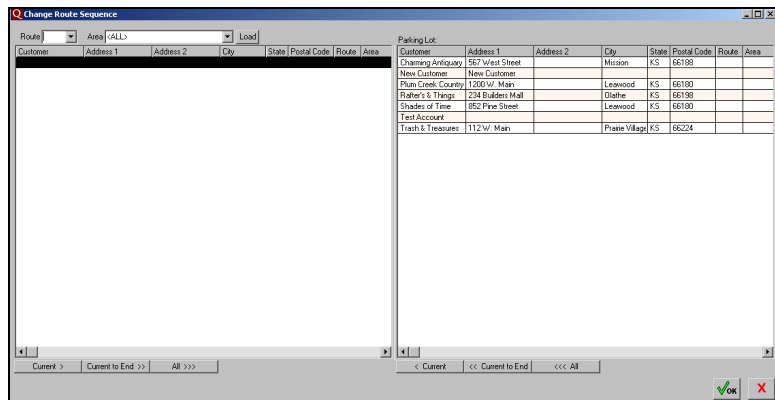 Change Route Sequence
Route Area <ALL> Load
Customer Address 1 Address 2 City State Postal Code Route Area
Parking Lot:
Customer Address 1 Address 2 City State Postal Code Route Area
Charming Antiquary 567 West Street Mission KS 66188
New Customer New Customer
Plum Creek Country 1200 W. Main Leawood KS 66180
Rafter's & Things 234 Builders Mall Olathe KS 66198
Shades of Time 852 Pine Street Leawood KS 66180
Test Account
Trash & Treasures 112 W. Main Prairie Village KS 66224
Current > Current to End >> All >>>
< Current << Current to End <<< All
OK X